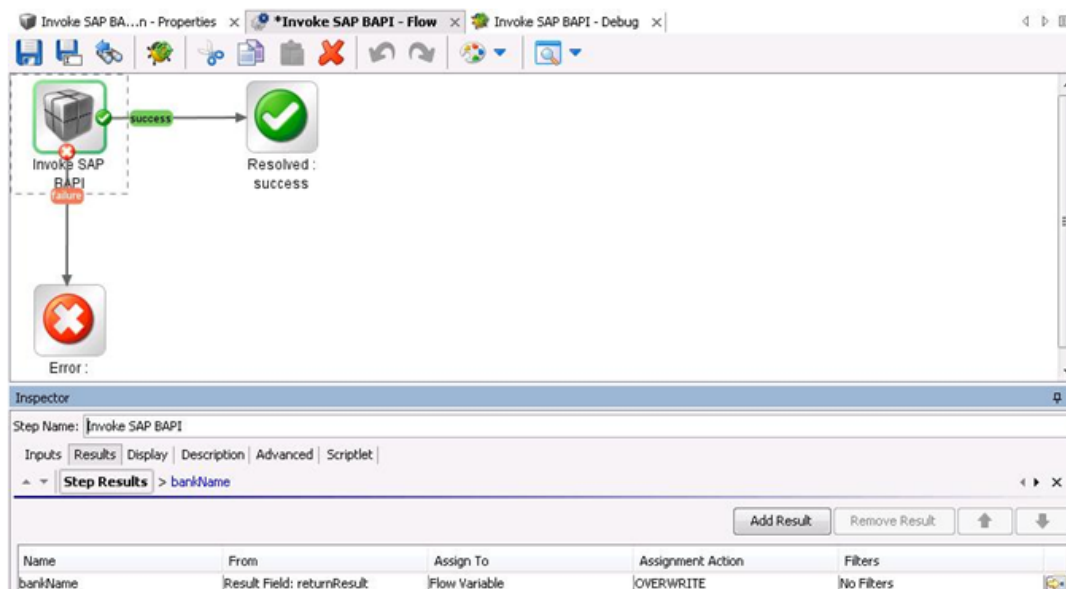 Invoke SAP BA...n - Properties *Invoke SAP BAPI - Flow Invoke SAP BAPI - Debug
success
Invoke SAP
BAPI
Resolved :
success
failure
Error :
Inspector
Step Name: Invoke SAP BAPI
Inputs Results Display Description Advanced Scriptlet
Step Results > bankName
Add Result Remove Result
Name From Assign To Assignment Action Filters
bankName Result Field: returnResult Flow Variable OVERWRITE No Filters